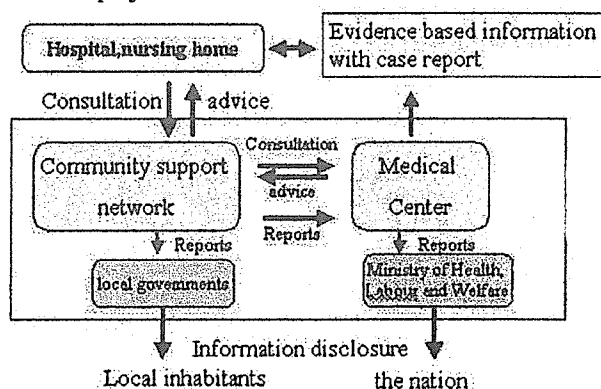 Hospital,nursing home
Evidence based information
with case report
Consultation
advice
Community support
network
Consultation
advice
Reports
Medical
Center
Reports
Reports
local governments
Ministry of Health,
Labour and Welfare
Information disclosure
Local inhabitants
the nation